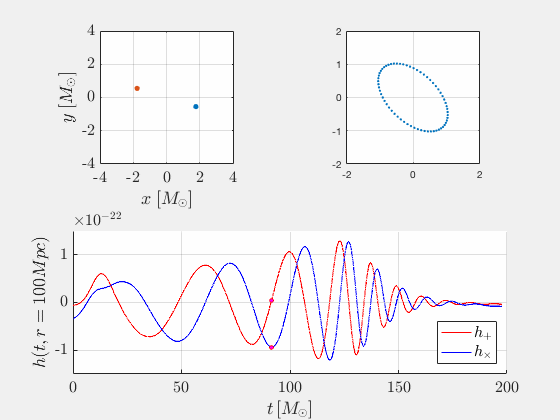 4
2
0
-2
-4
-4 -2 0 2 4
y [M☉]
x [M☉]
2
1
0
-1
-2
-2 0 2
×10⁻²²
1
0
-1
0 50 100 150 200
h(t, r = 100Mpc)
t [M☉]
h₊
h×